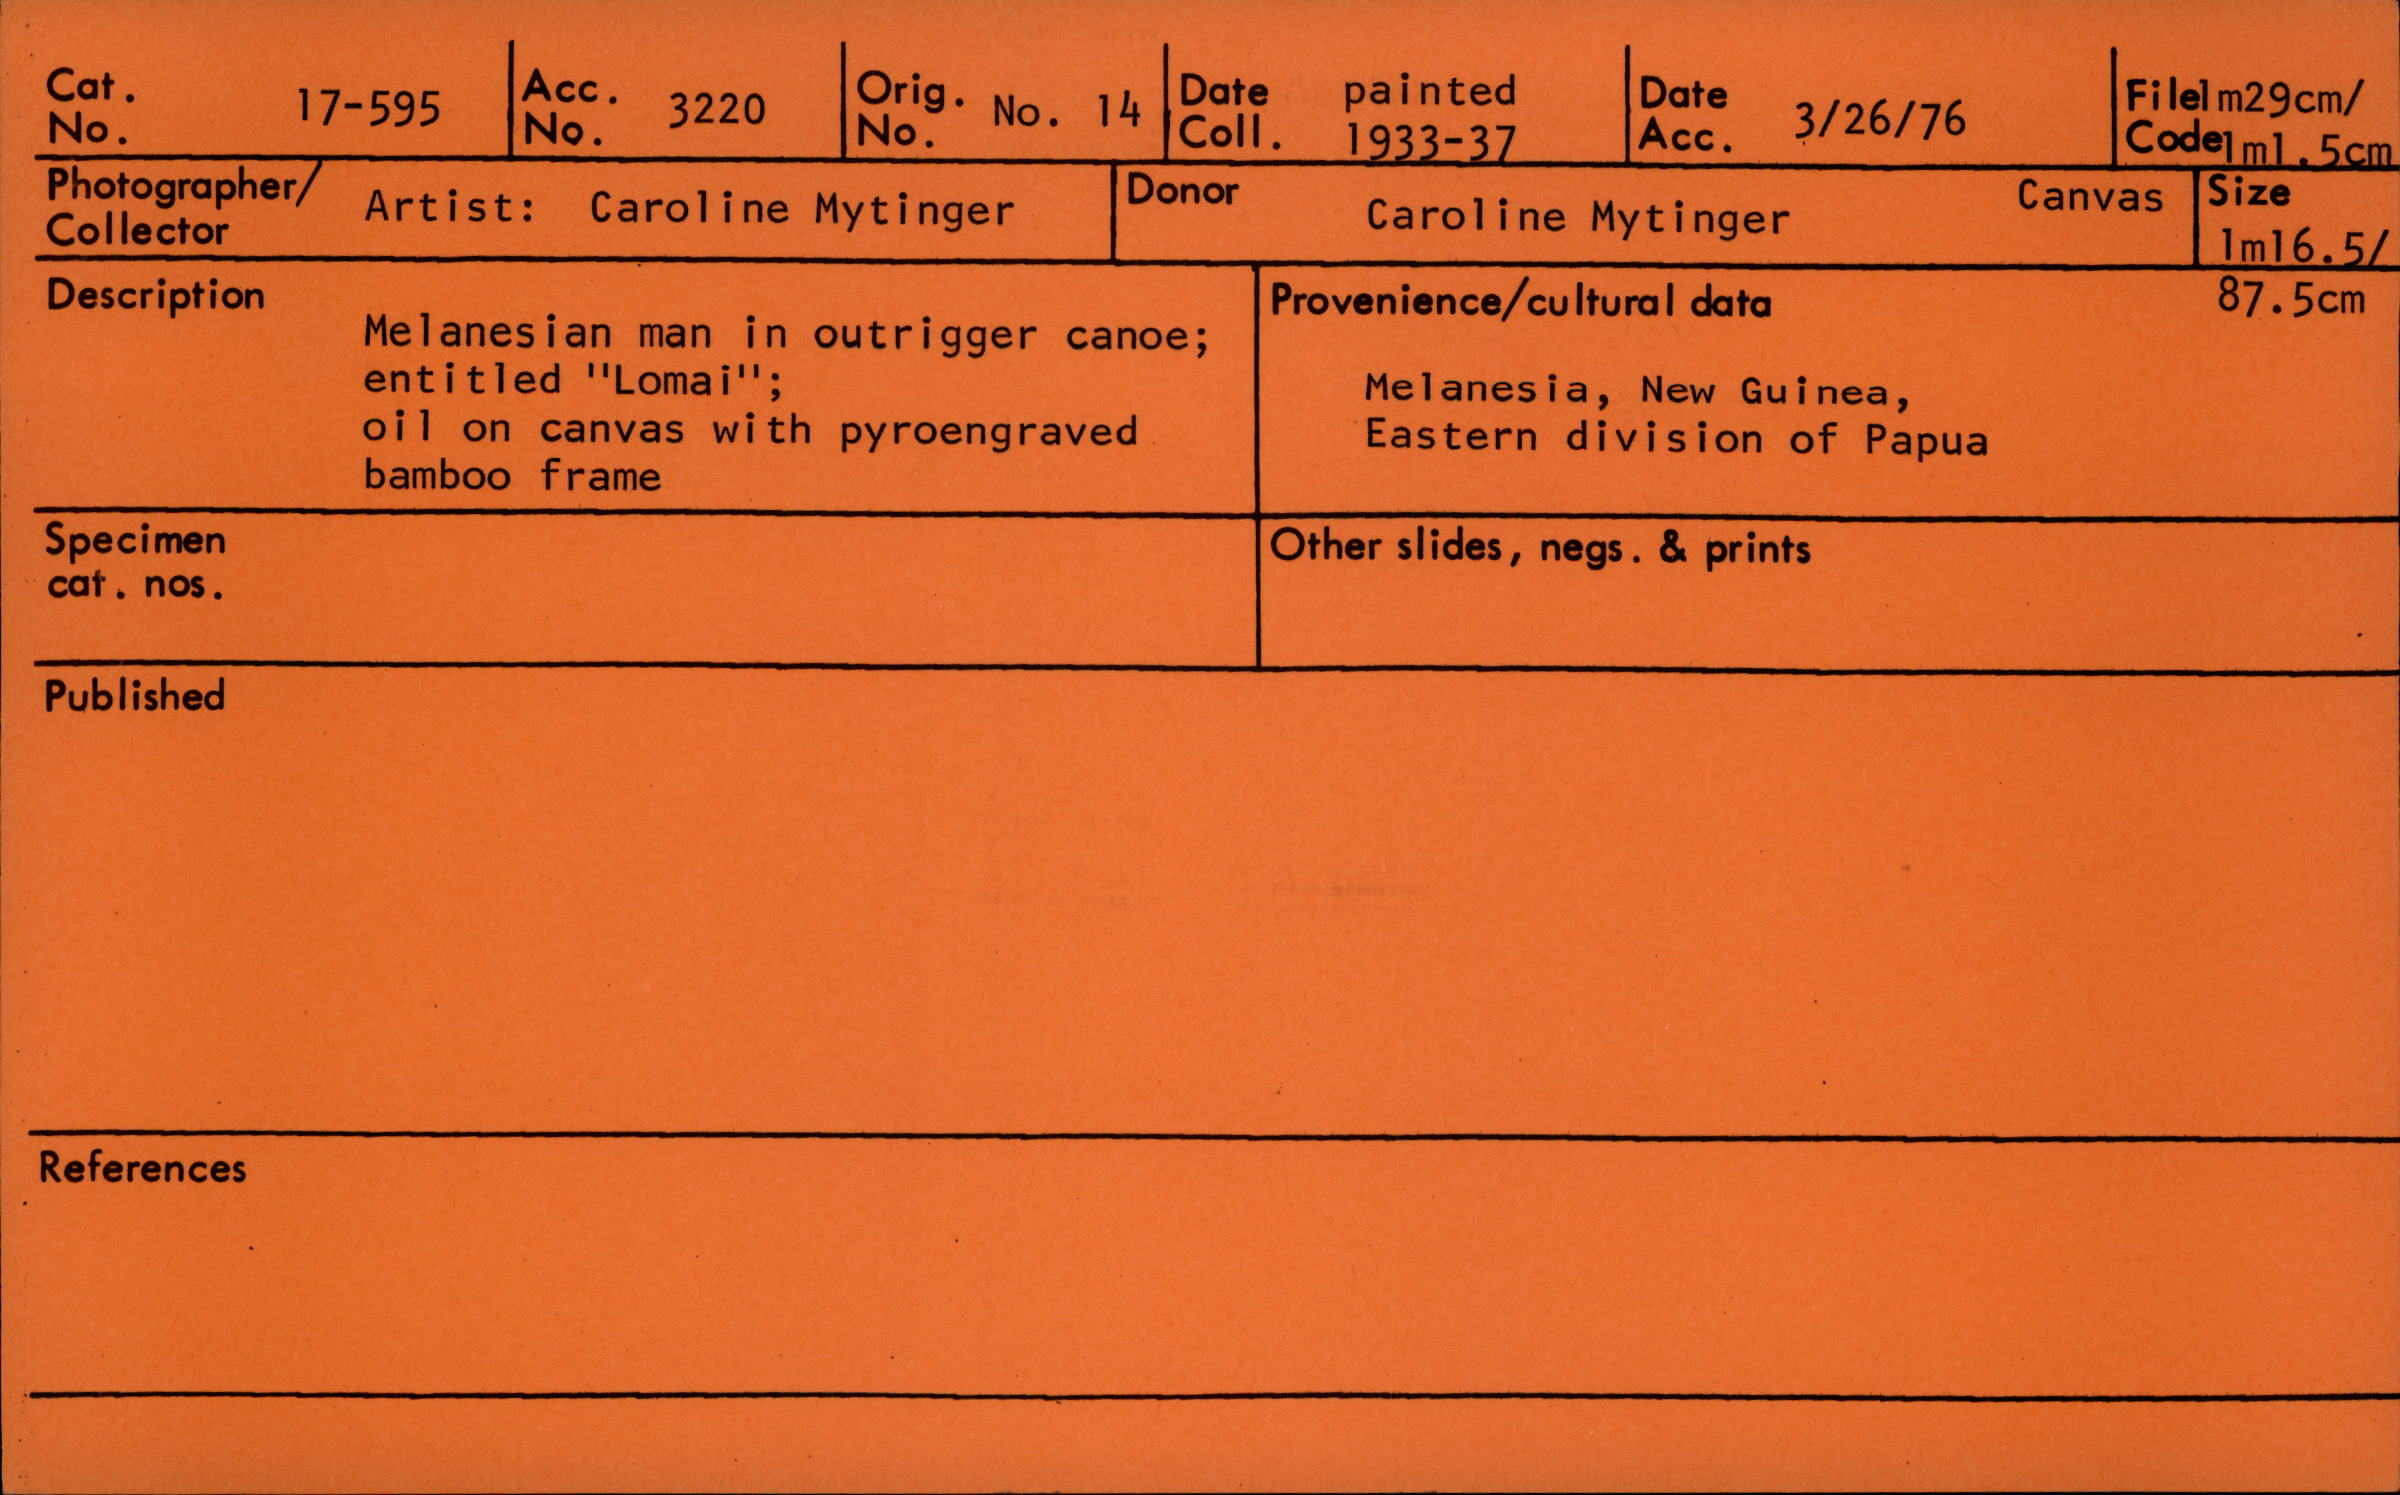 Cat. No. 17-595
Acc. No. 3220
Orig. No. No. 14
Date Coll. painted 1933-37
Date Acc. 3/26/76
File Code 1m29cm/ 1m1.5cm
Photographer/ Collector Artist: Caroline Mytinger
Donor Caroline Mytinger Canvas
Size 1m16.5/ 87.5cm
Description
Melanesian man in outrigger canoe;
entitled "Lomai";
oil on canvas with pyroengraved
bamboo frame
Provenience/cultural data
Melanesia, New Guinea,
Eastern division of Papua
Specimen
cat. nos.
Other slides, negs. & prints
Published
References